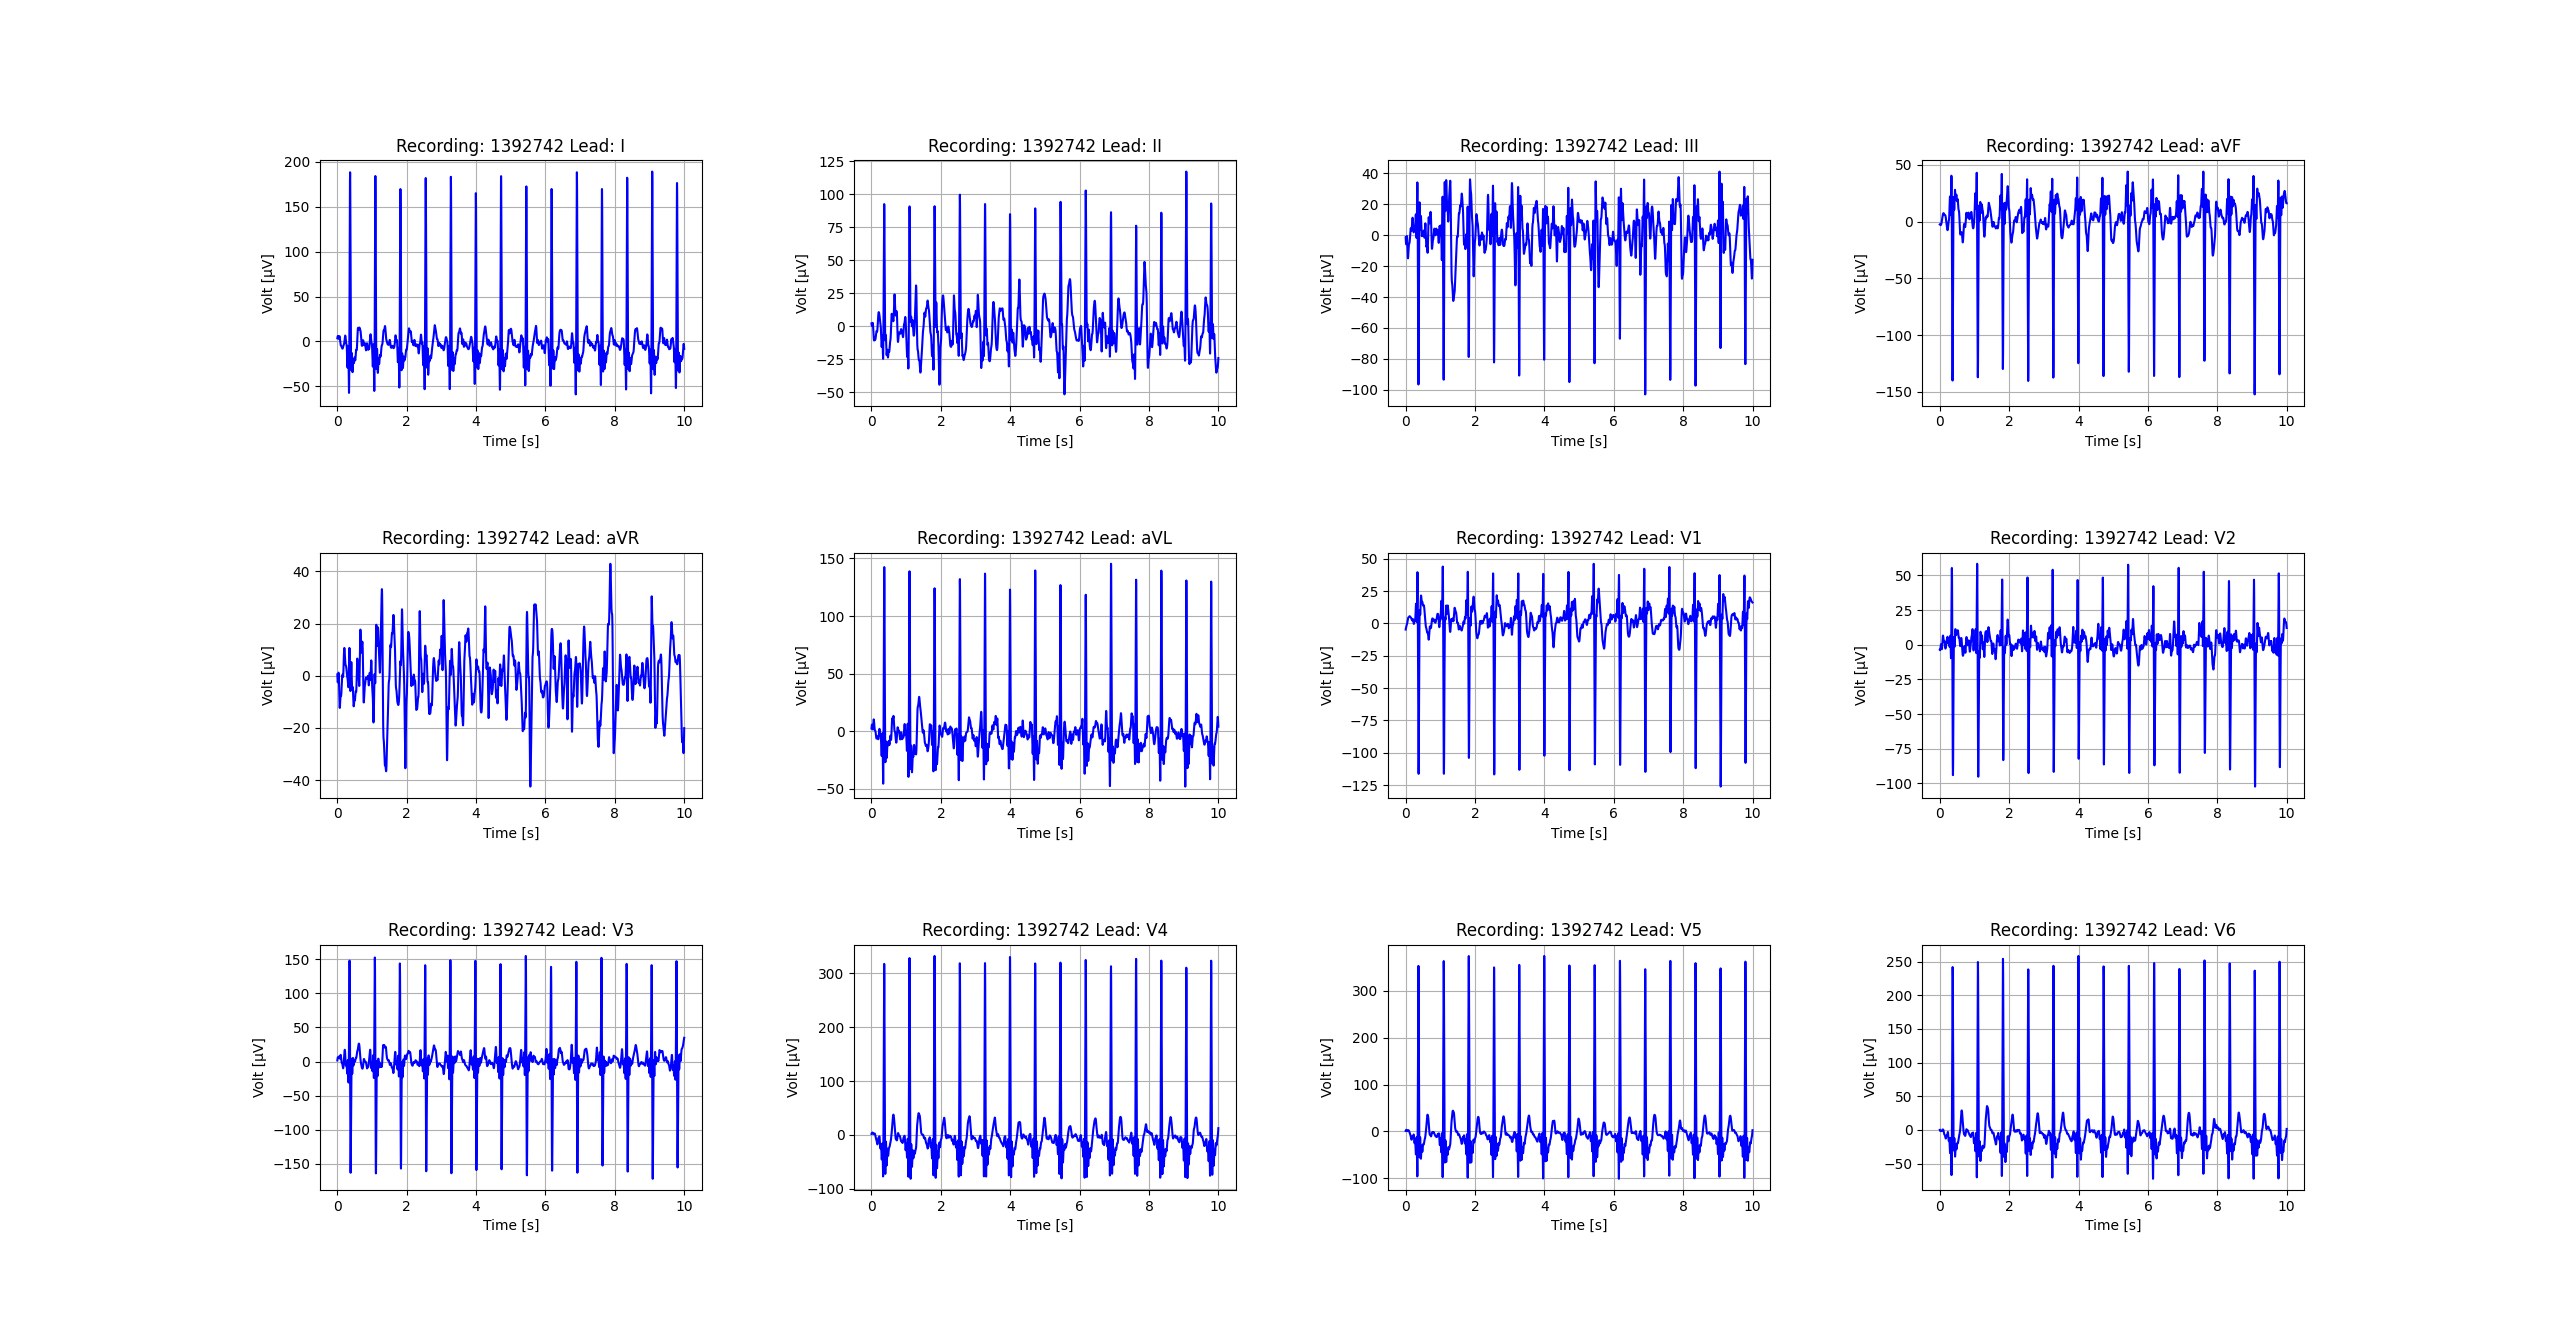 Recording: 1392742 Lead: I
200
150
100
50
0
−50
Volt [µV]
0 2 4 6 8 10
Time [s]
Recording: 1392742 Lead: II
125
100
75
50
25
0
−25
−50
Volt [µV]
0 2 4 6 8 10
Time [s]
Recording: 1392742 Lead: III
40
20
0
−20
−40
−60
−80
−100
Volt [µV]
0 2 4 6 8 10
Time [s]
Recording: 1392742 Lead: aVF
50
0
−50
−100
−150
Volt [µV]
0 2 4 6 8 10
Time [s]
Recording: 1392742 Lead: aVR
40
20
0
−20
−40
Volt [µV]
0 2 4 6 8 10
Time [s]
Recording: 1392742 Lead: aVL
150
100
50
0
−50
Volt [µV]
0 2 4 6 8 10
Time [s]
Recording: 1392742 Lead: V1
50
25
0
−25
−50
−75
−100
−125
Volt [µV]
0 2 4 6 8 10
Time [s]
Recording: 1392742 Lead: V2
50
25
0
−25
−50
−75
−100
Volt [µV]
0 2 4 6 8 10
Time [s]
Recording: 1392742 Lead: V3
150
100
50
0
−50
−100
−150
Volt [µV]
0 2 4 6 8 10
Time [s]
Recording: 1392742 Lead: V4
300
200
100
0
−100
Volt [µV]
0 2 4 6 8 10
Time [s]
Recording: 1392742 Lead: V5
300
200
100
0
−100
Volt [µV]
0 2 4 6 8 10
Time [s]
Recording: 1392742 Lead: V6
250
200
150
100
50
0
−50
Volt [µV]
0 2 4 6 8 10
Time [s]